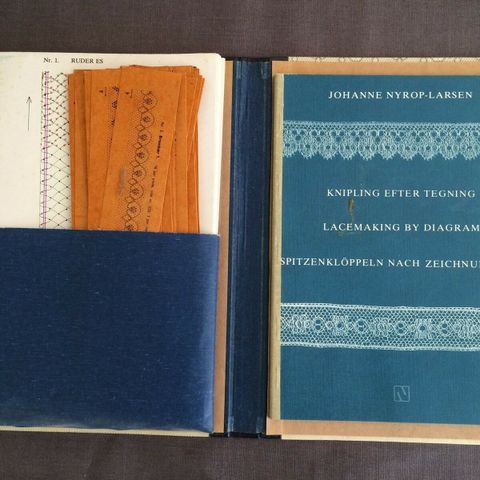 Nr. 1. RUDER ES
JOHANNE NYROP-LARSEN
KNIPLING EFTER TEGNING
LACEMAKING BY DIAGRAM
SPITZENKLÖPPELN NACH ZEICHNU